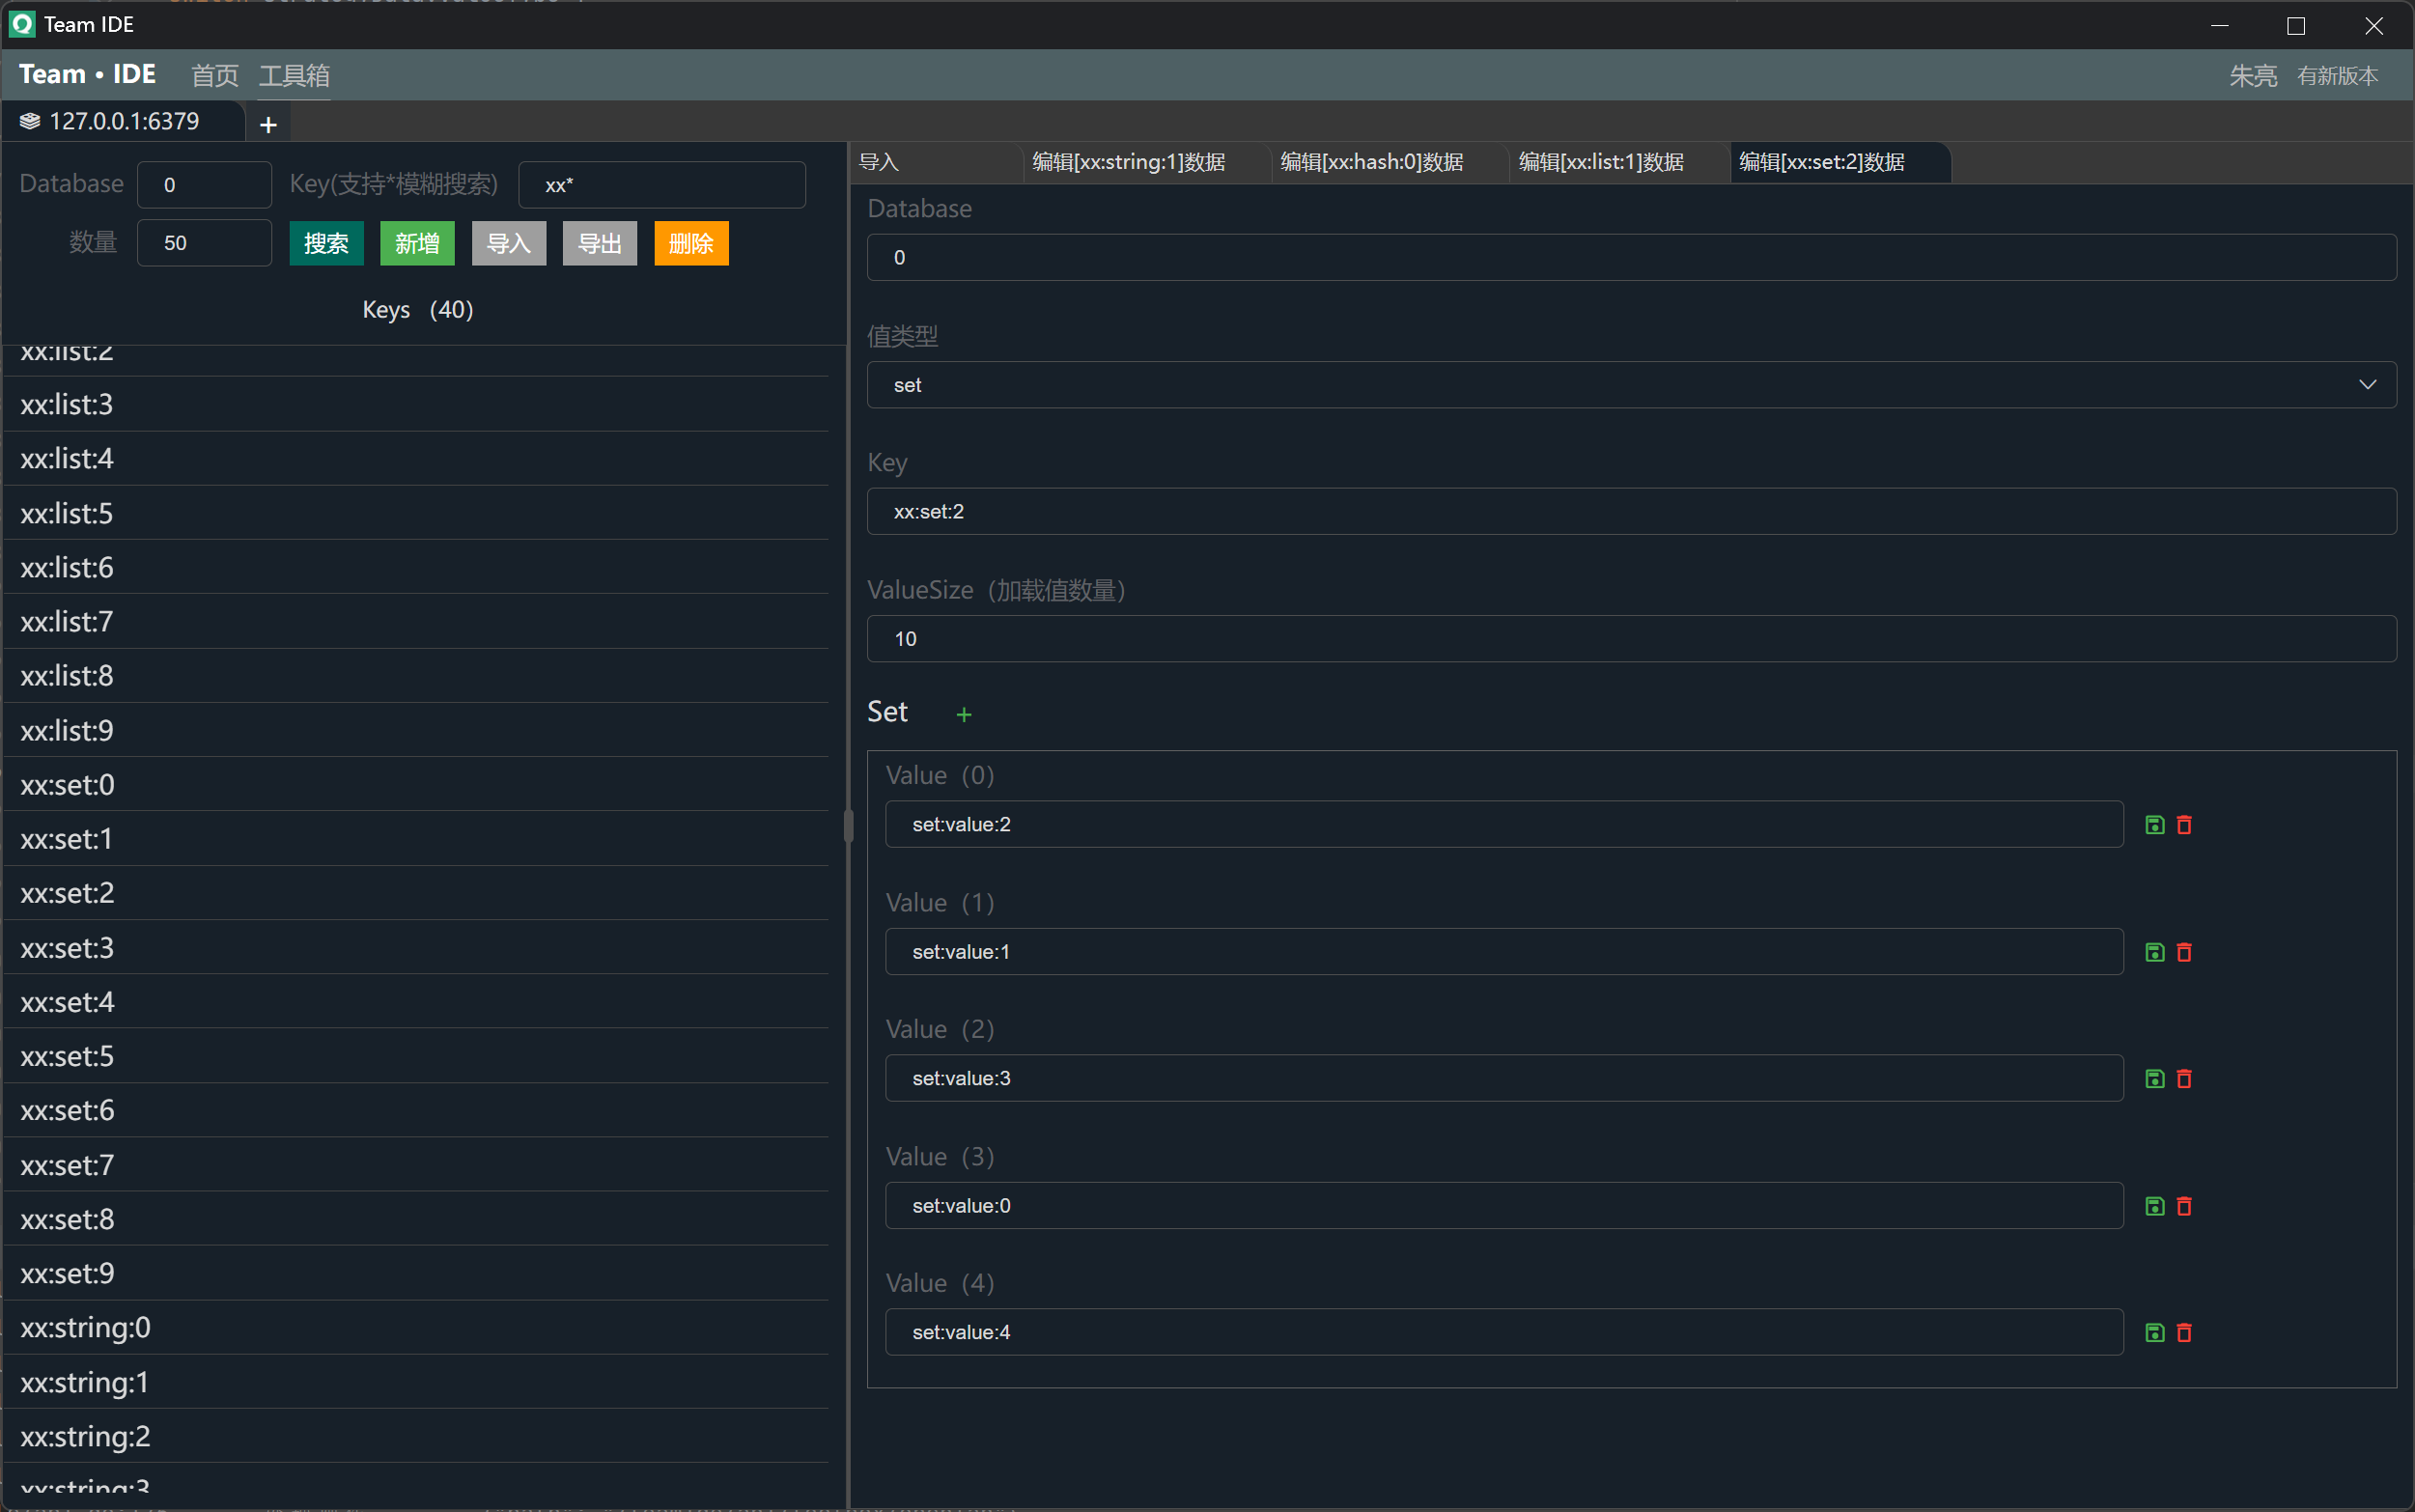 Team IDE
Team • IDE 首页 工具箱 朱亮 有新版本
127.0.0.1:6379 +
Database 0 Key(支持*模糊搜索) xx*
数量 50 搜索 新增 导入 导出 删除
Keys （40）
xx:list:2
xx:list:3
xx:list:4
xx:list:5
xx:list:6
xx:list:7
xx:list:8
xx:list:9
xx:set:0
xx:set:1
xx:set:2
xx:set:3
xx:set:4
xx:set:5
xx:set:6
xx:set:7
xx:set:8
xx:set:9
xx:string:0
xx:string:1
xx:string:2
xx:string:3
导入 编辑[xx:string:1]数据 编辑[xx:hash:0]数据 编辑[xx:list:1]数据 编辑[xx:set:2]数据
Database
0
值类型
set
Key
xx:set:2
ValueSize（加载值数量）
10
Set +
Value（0）
set:value:2
Value（1）
set:value:1
Value（2）
set:value:3
Value（3）
set:value:0
Value（4）
set:value:4